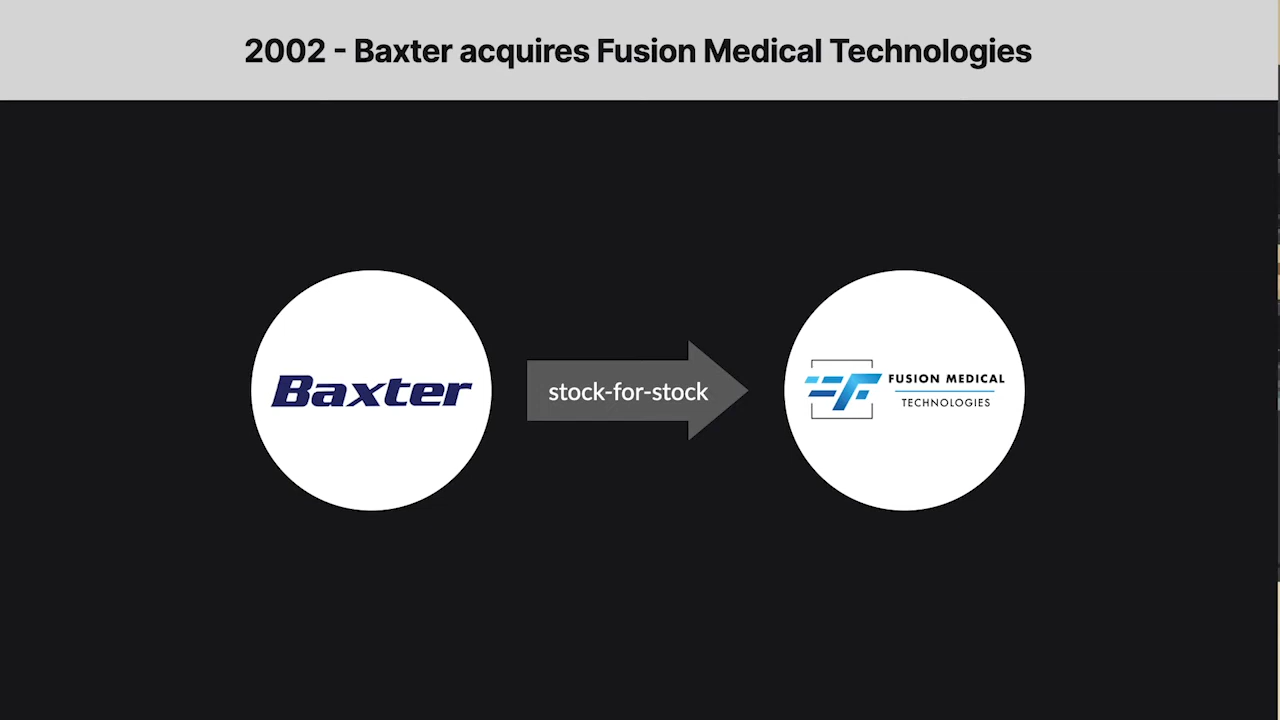 2002 - Baxter acquires Fusion Medical Technologies
Baxter
stock-for-stock
FUSION MEDICAL
TECHNOLOGIES